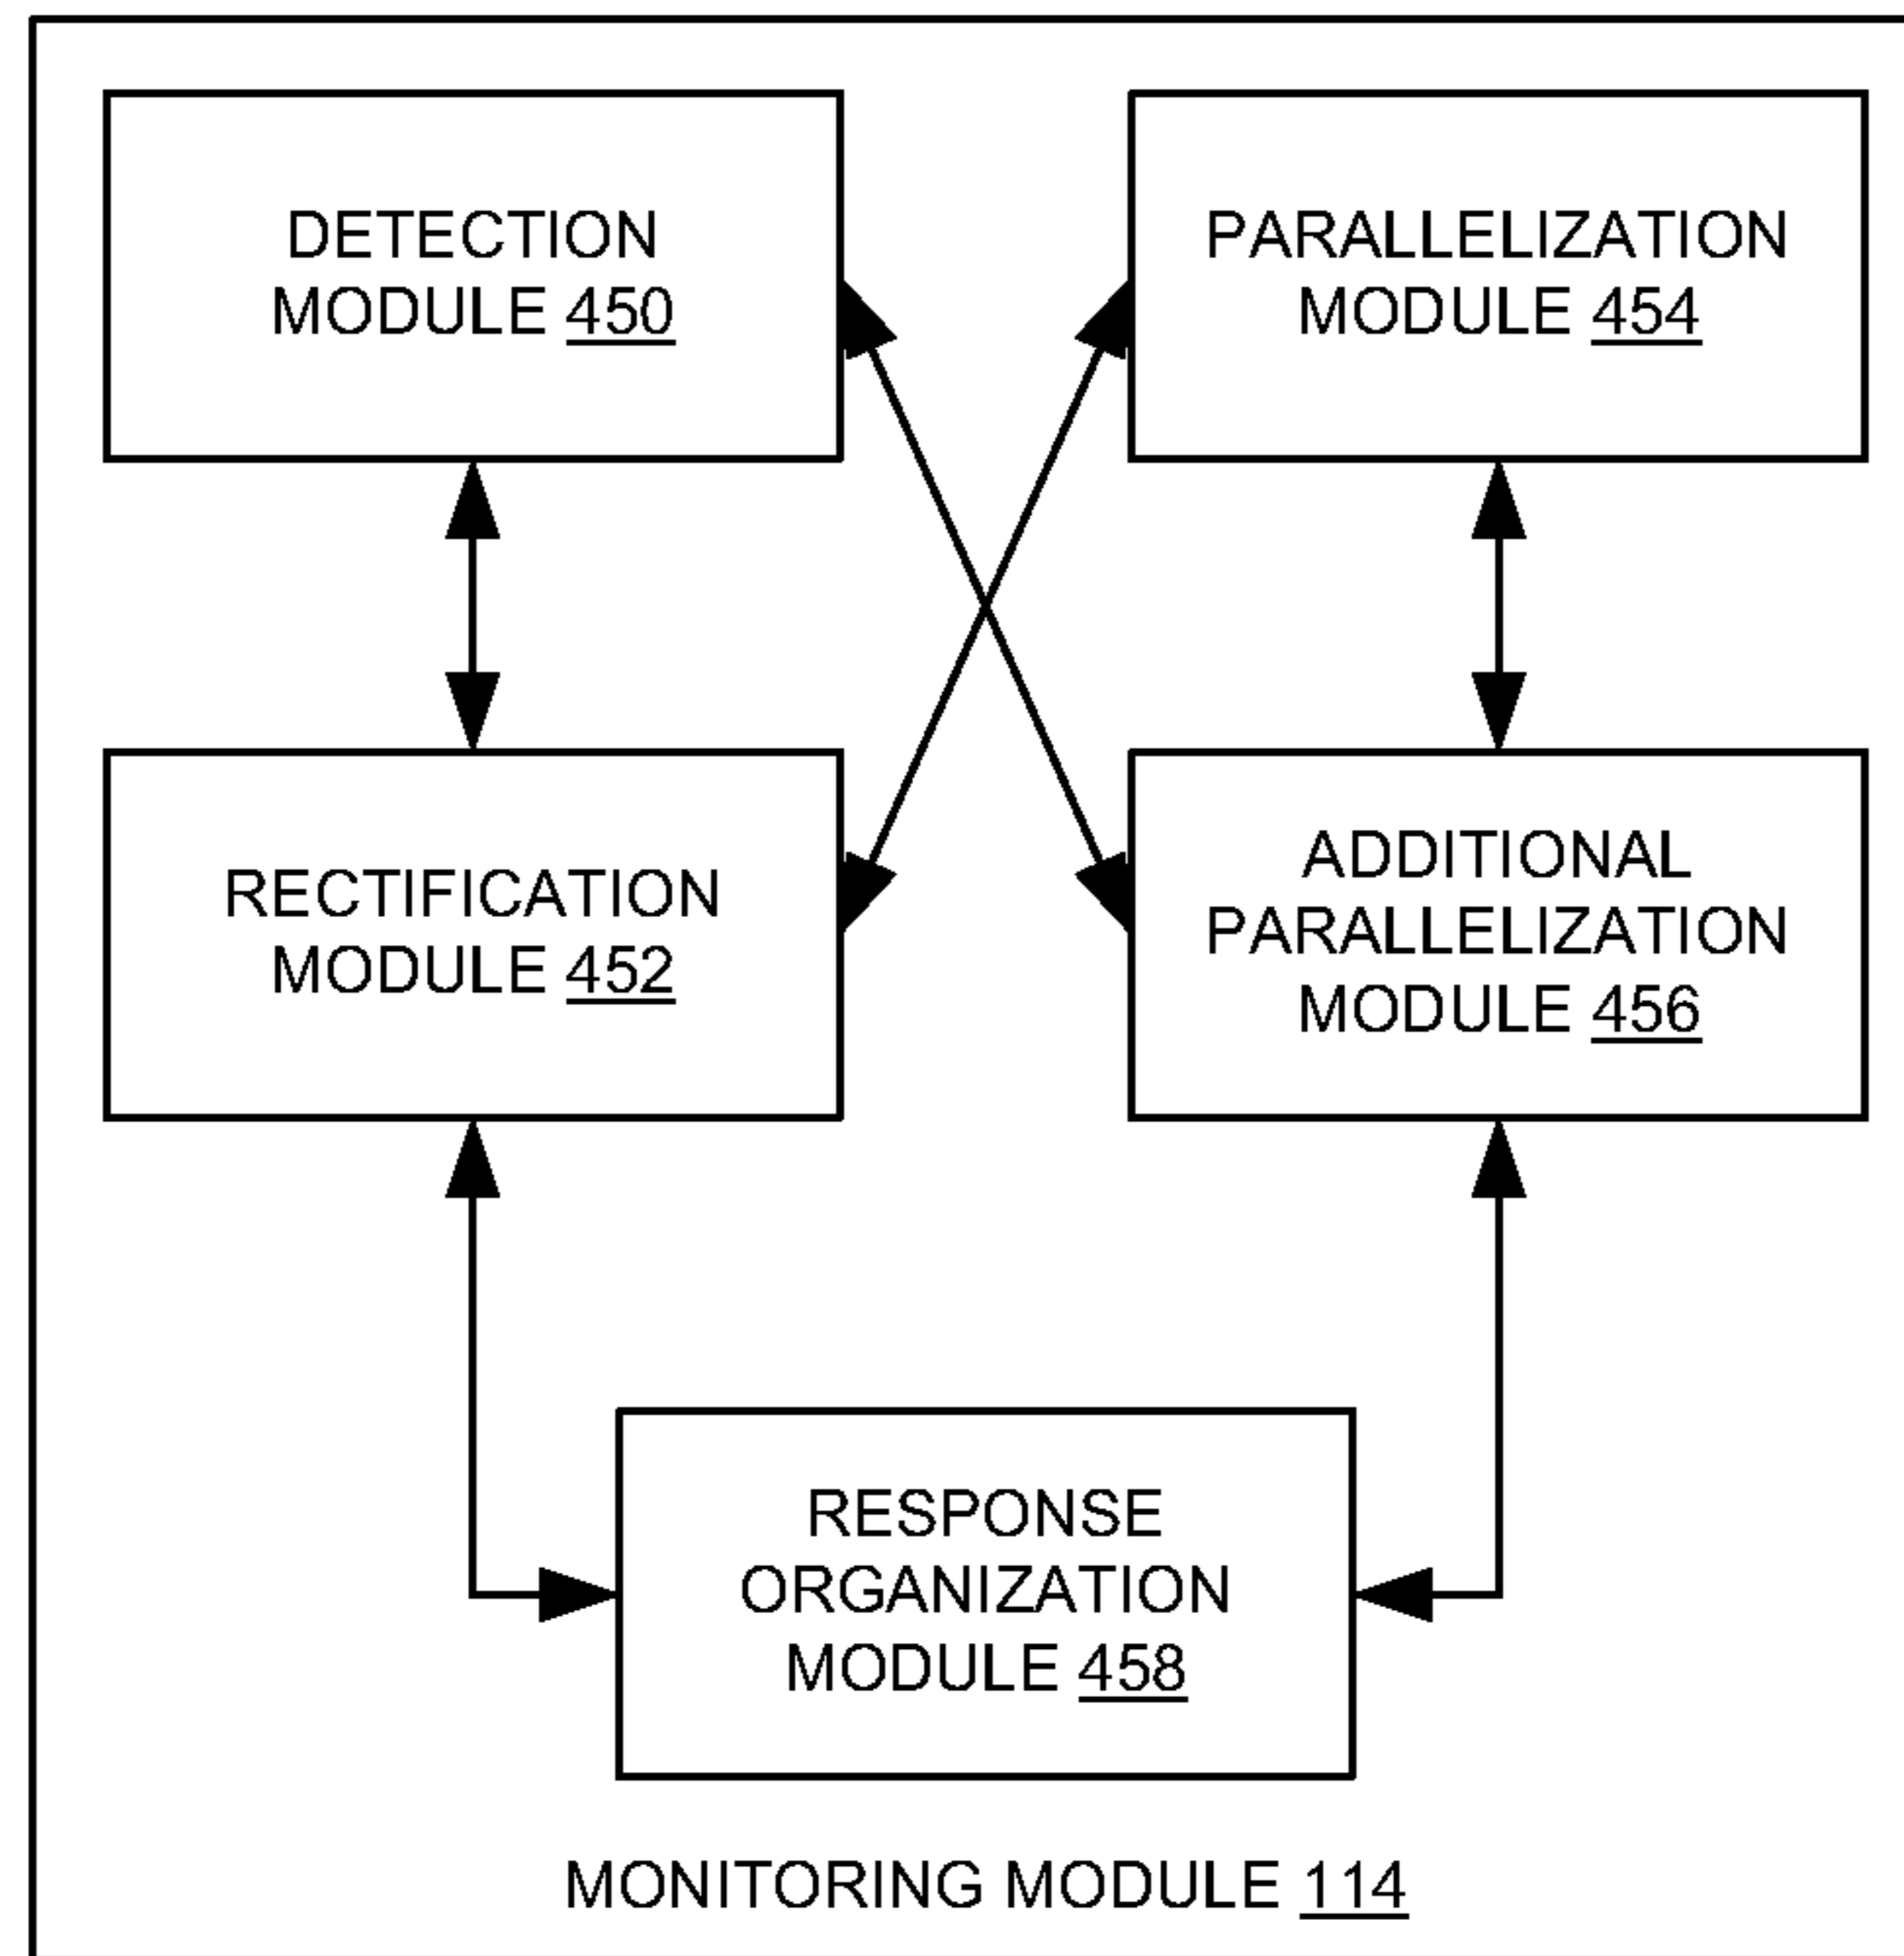 DETECTION
MODULE 450
PARALLELIZATION
MODULE 454
RECTIFICATION
MODULE 452
ADDITIONAL
PARALLELIZATION
MODULE 456
RESPONSE
ORGANIZATION
MODULE 458
MONITORING MODULE 114